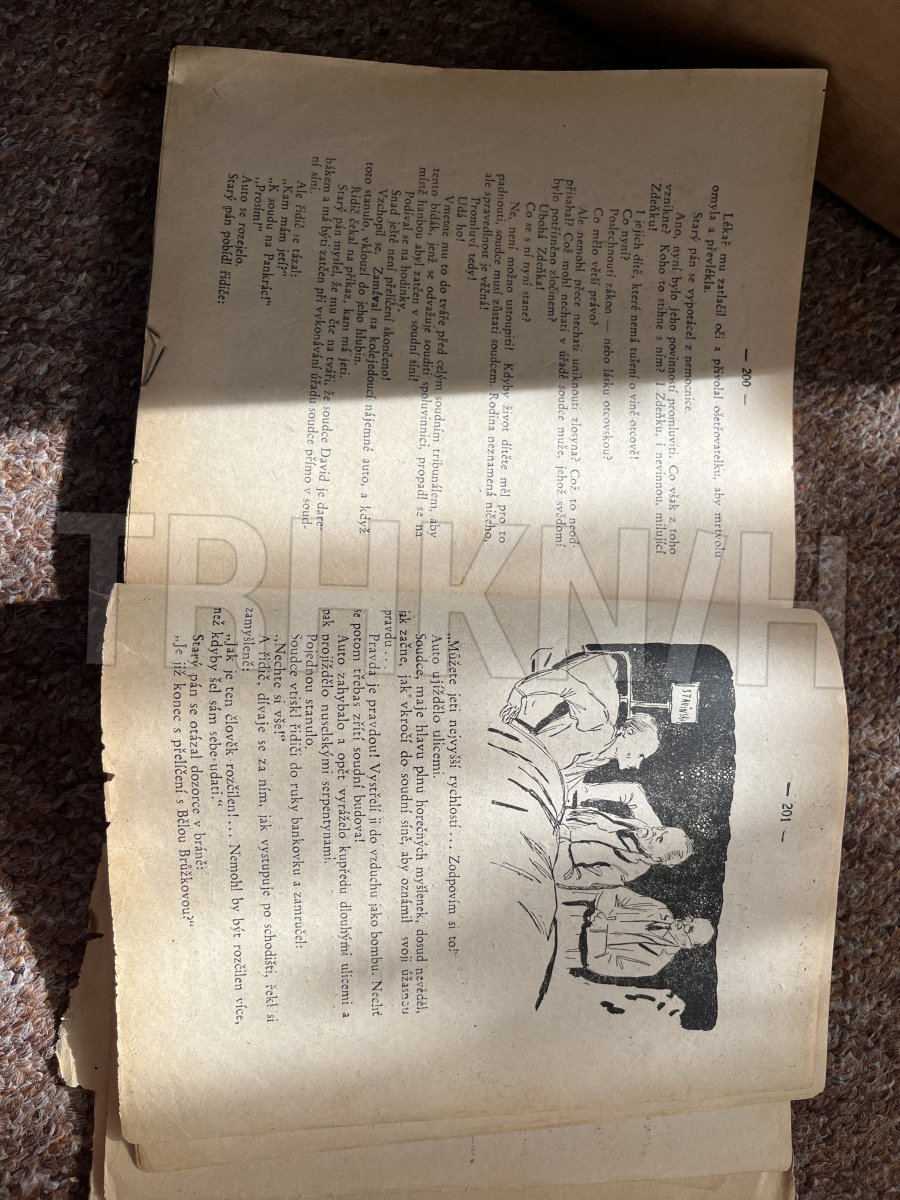 — 200 —
Lékař mu zatlačil oči a přivolal ošetřovatelku, aby mrtvolu
omyla a převlékla.
Starý pán se vypotácel z nemocnice.
Ano, nyní bylo jeho povinností promluviti. Co však z toho
vznikne? Koho to stihne s ním? I Zdeňku, i nevinnou, milující
Zdeňku!
I jejich dítě, které nemá tušení o vině otcově!
Co nyní?
Poslechnouti zákon — nebo lásku otcovskou?
Co mělo větší právo?
Ale nemohl přece nechati uniknouti zlosyna? Což to neod-
přisáhal? Což mohl nechati v úřadě soudce muže, jehož svědomí
bylo potřísněno zločinem?
Ubohá Zdeňka!
Co se s ní nyní stane?
Ne, není možno ustoupiti! Kdyby život dítěte měl pro to
padnouti, soudce musí zůstati soudcem. Rodina neznamená ničeho,
ale spravedlnost je věčná!
Promluví tedy!
Udá ho!
Vmetne mu to do tváře před celým soudním tribunálem, aby
tento bídák, jenž se odvažuje souditi spoluvinnici, propadl se na
místě hanbou, abyl zatčen v soudní síni!
Podíval se na hodinky.
Snad ještě není přelíčení skončeno!
Vzchopil se. Zamával na kolejedoucí nájemné auto, a když
toto stanulo, vklouzl do jeho hlubin.
Řidič čekal na příkaz, kam má jeti.
Starý pán myslel, že mu čte na tváři, že soudce David je dare-
bákem a má býti zatčen při vykonávání úřadu soudce přímo v soud-
ní síni.
Ale řidič se tázal:
„Kam mám jeti?“
„K soudu na Pankrác!“
„Prosím!“
Auto se rozejelo.
Starý pán pobídl řidiče:
— 201 —
„Můžete jeti nejvyšší rychlostí... Zodpovím si to!“
Auto ujíždělo ulicemi.
Soudce, maje hlavu plnu horečných myšlenek, dosud nevěděl,
jak začne, jak vkročí do soudní síně, aby oznámil svoji úžasnou
pravdu...
Pravda je pravdou! Vystřelí ji do vzduchu jako bombu. Nechť
se potom třebas zřítí soudní budova!
Auto zahybalo a opět vyráželo kupředu dlouhými ulicemi a
pak projíždělo nuselskými serpentynami.
Pojednou stanulo.
Soudce vtiskl řidiči do ruky bankovku a zamručel:
„Nechte si vše!“
A řidič, dívaje se za ním, jak vystupuje po schodišti, řekl si
zamyšleně:
„Jak je ten člověk rozčilen!... Nemohl by být rozčilen více,
než kdyby šel sám sebe udati.“
Starý pán se otázal dozorce v bráně:
„Je již konec s přelíčení s Bělou Brůžkovou?“
TRHKNIH